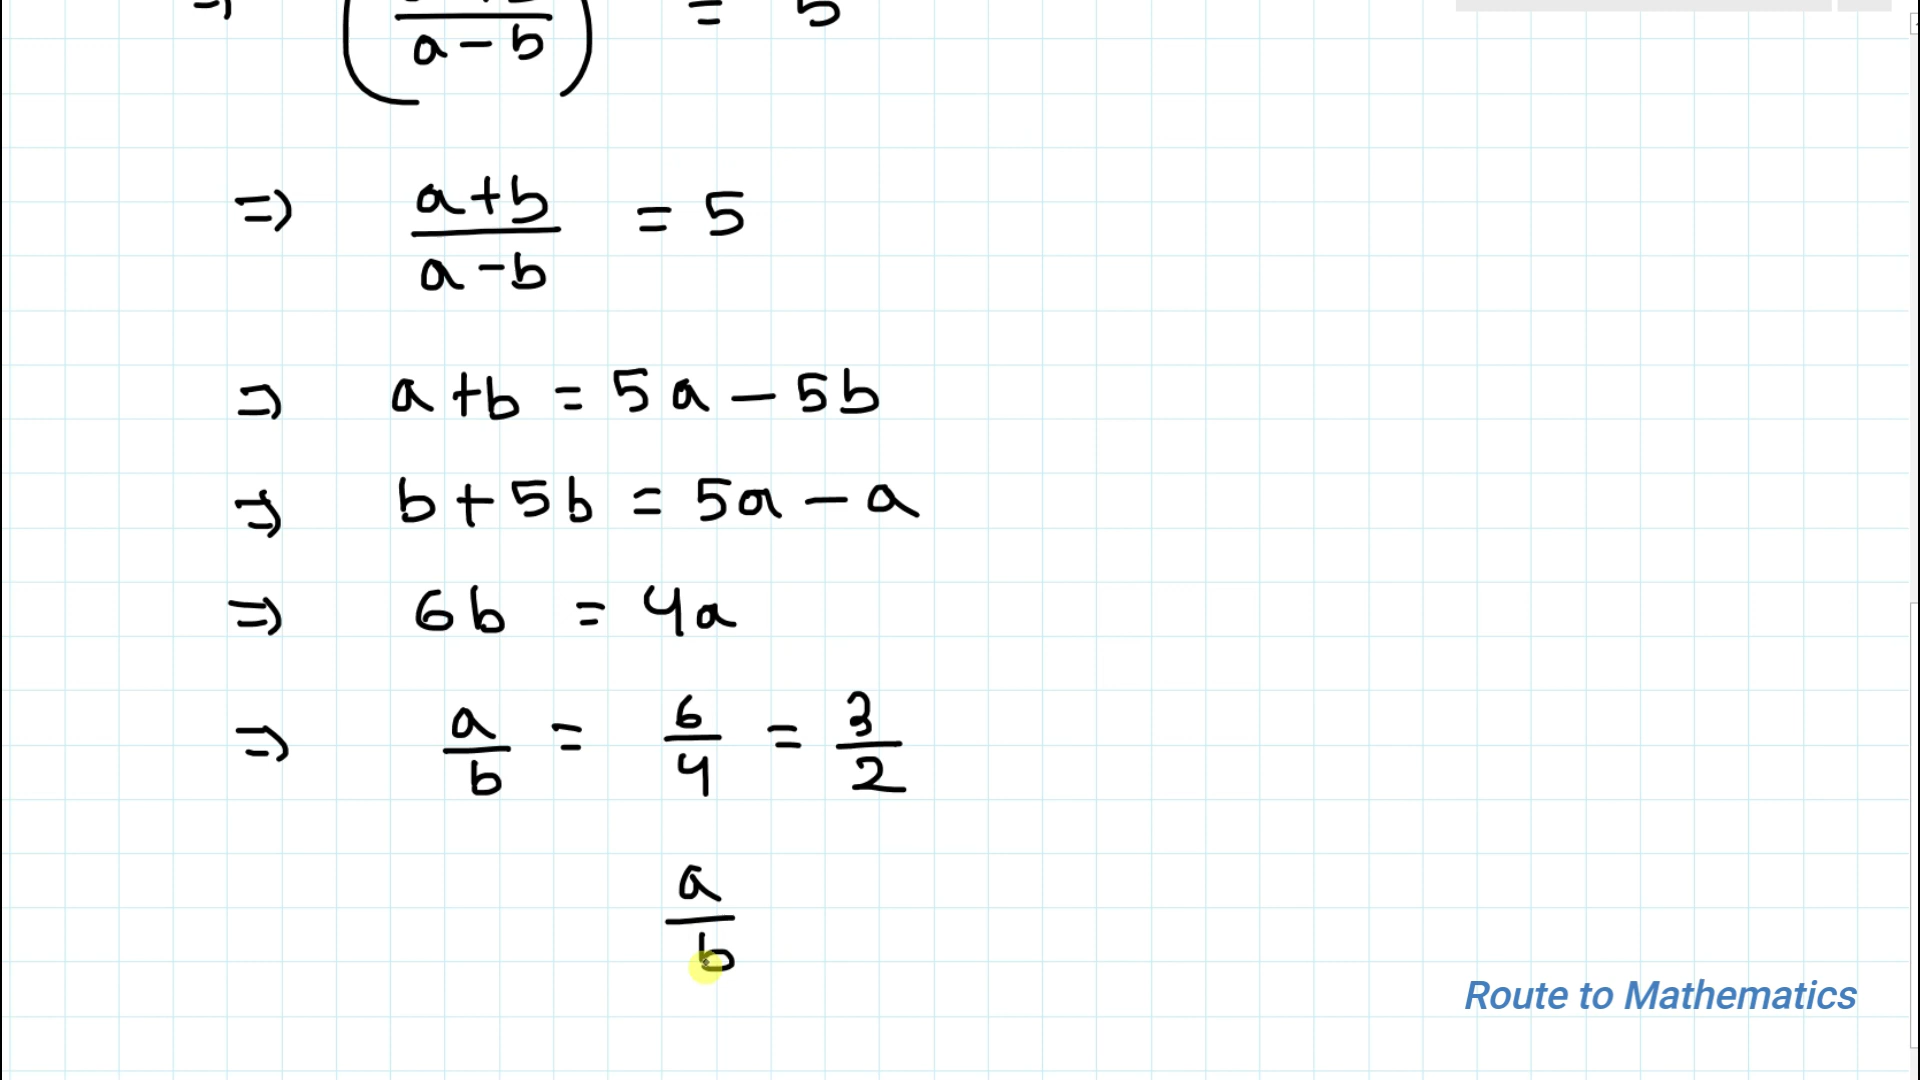 ⇒ ( / a - b ) = 5
⇒ a+b / a-b = 5
⇒ a+b = 5a - 5b
⇒ b + 5b = 5a - a
⇒ 6b = 4a
⇒ a/b = 6/4 = 3/2
a/b
Route to Mathematics